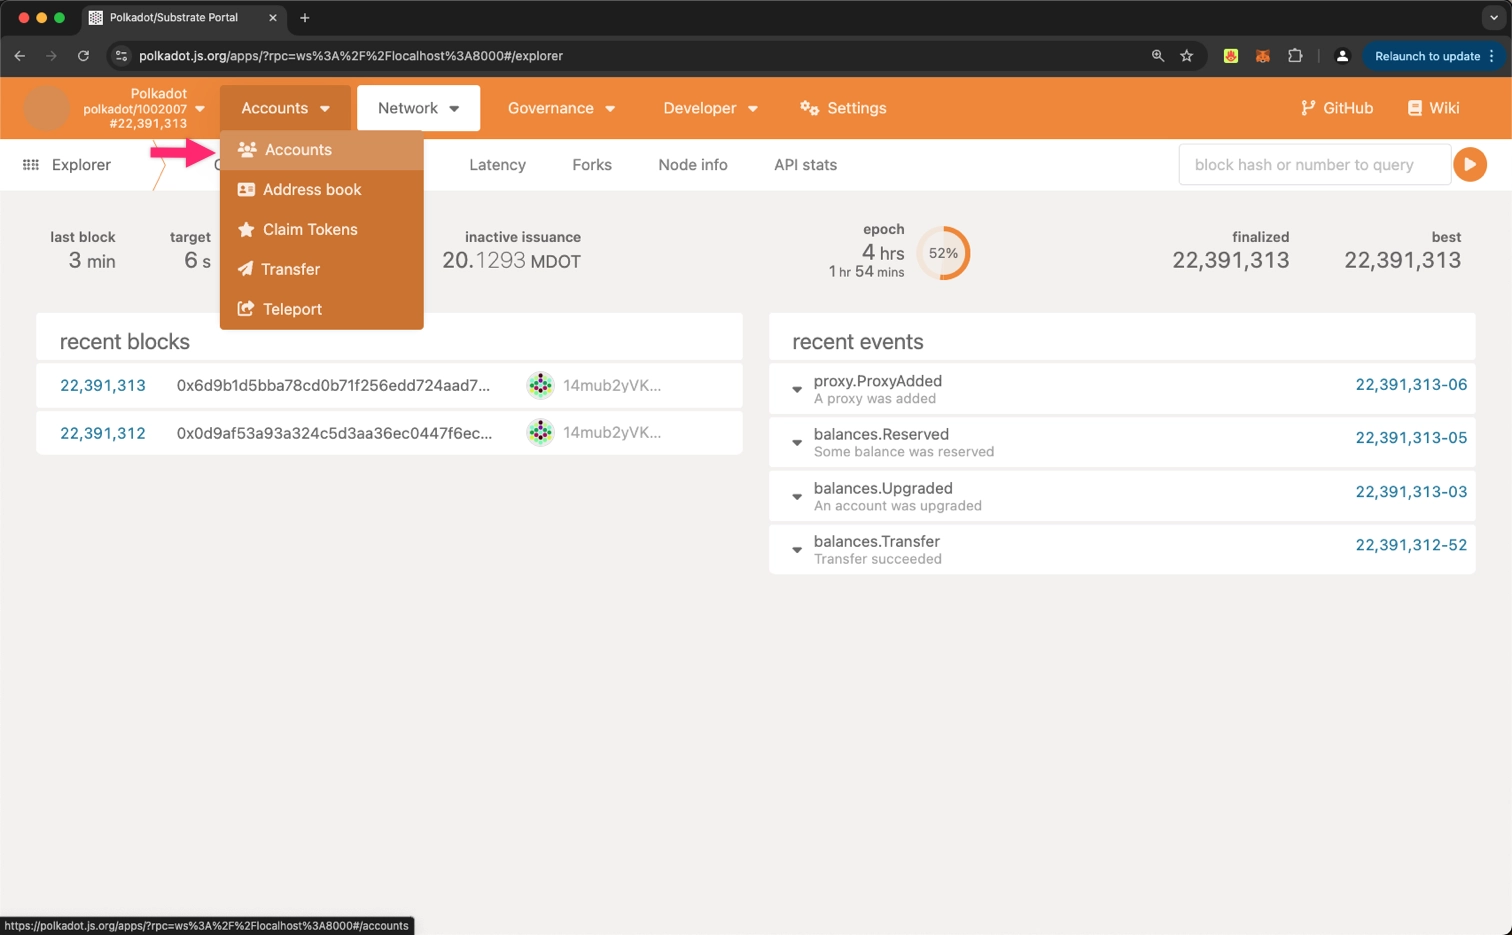 Polkadot/Substrate Portal
polkadot.js.org/apps/?rpc=ws%3A%2F%2Flocalhost%3A8000#/explorer
Relaunch to update
Polkadot
polkadot/1002007
#22,391,313
Accounts
Network
Governance
Developer
Settings
GitHub
Wiki
Accounts
Address book
Claim Tokens
Transfer
Teleport
Explorer
Latency
Forks
Node info
API stats
block hash or number to query
last block
3 min
target
6 s
inactive issuance
20.1293 MDOT
epoch
4 hrs
1 hr 54 mins
52%
finalized
22,391,313
best
22,391,313
recent blocks
22,391,313 0x6d9b1d5bba78cd0b71f256edd724aad7... 14mub2yVK...
22,391,312 0x0d9af53a93a324c5d3aa36ec0447f6ec... 14mub2yVK...
recent events
proxy.ProxyAdded 22,391,313-06
A proxy was added
balances.Reserved 22,391,313-05
Some balance was reserved
balances.Upgraded 22,391,313-03
An account was upgraded
balances.Transfer 22,391,312-52
Transfer succeeded
https://polkadot.js.org/apps/?rpc=ws%3A%2F%2Flocalhost%3A8000#/accounts